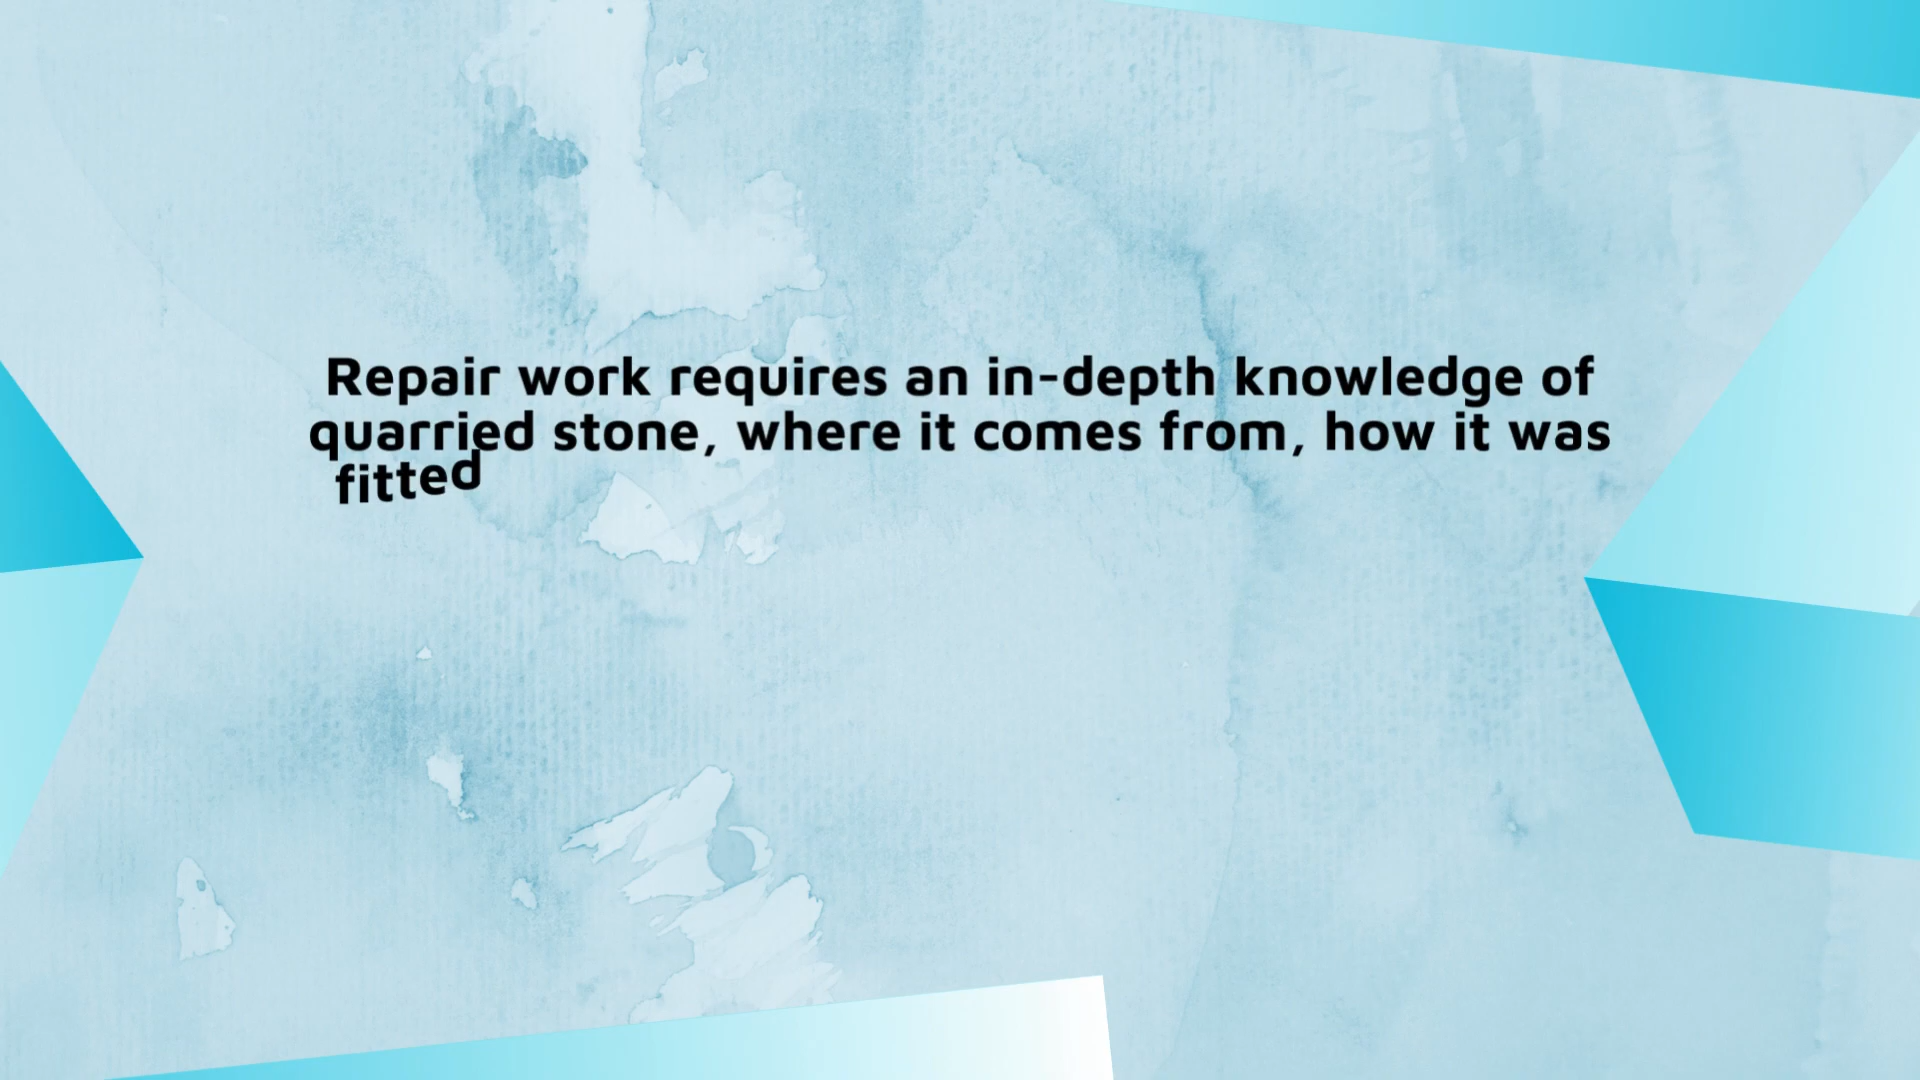 Repair work requires an in-depth knowledge of
quarried stone, where it comes from, how it was
fitted